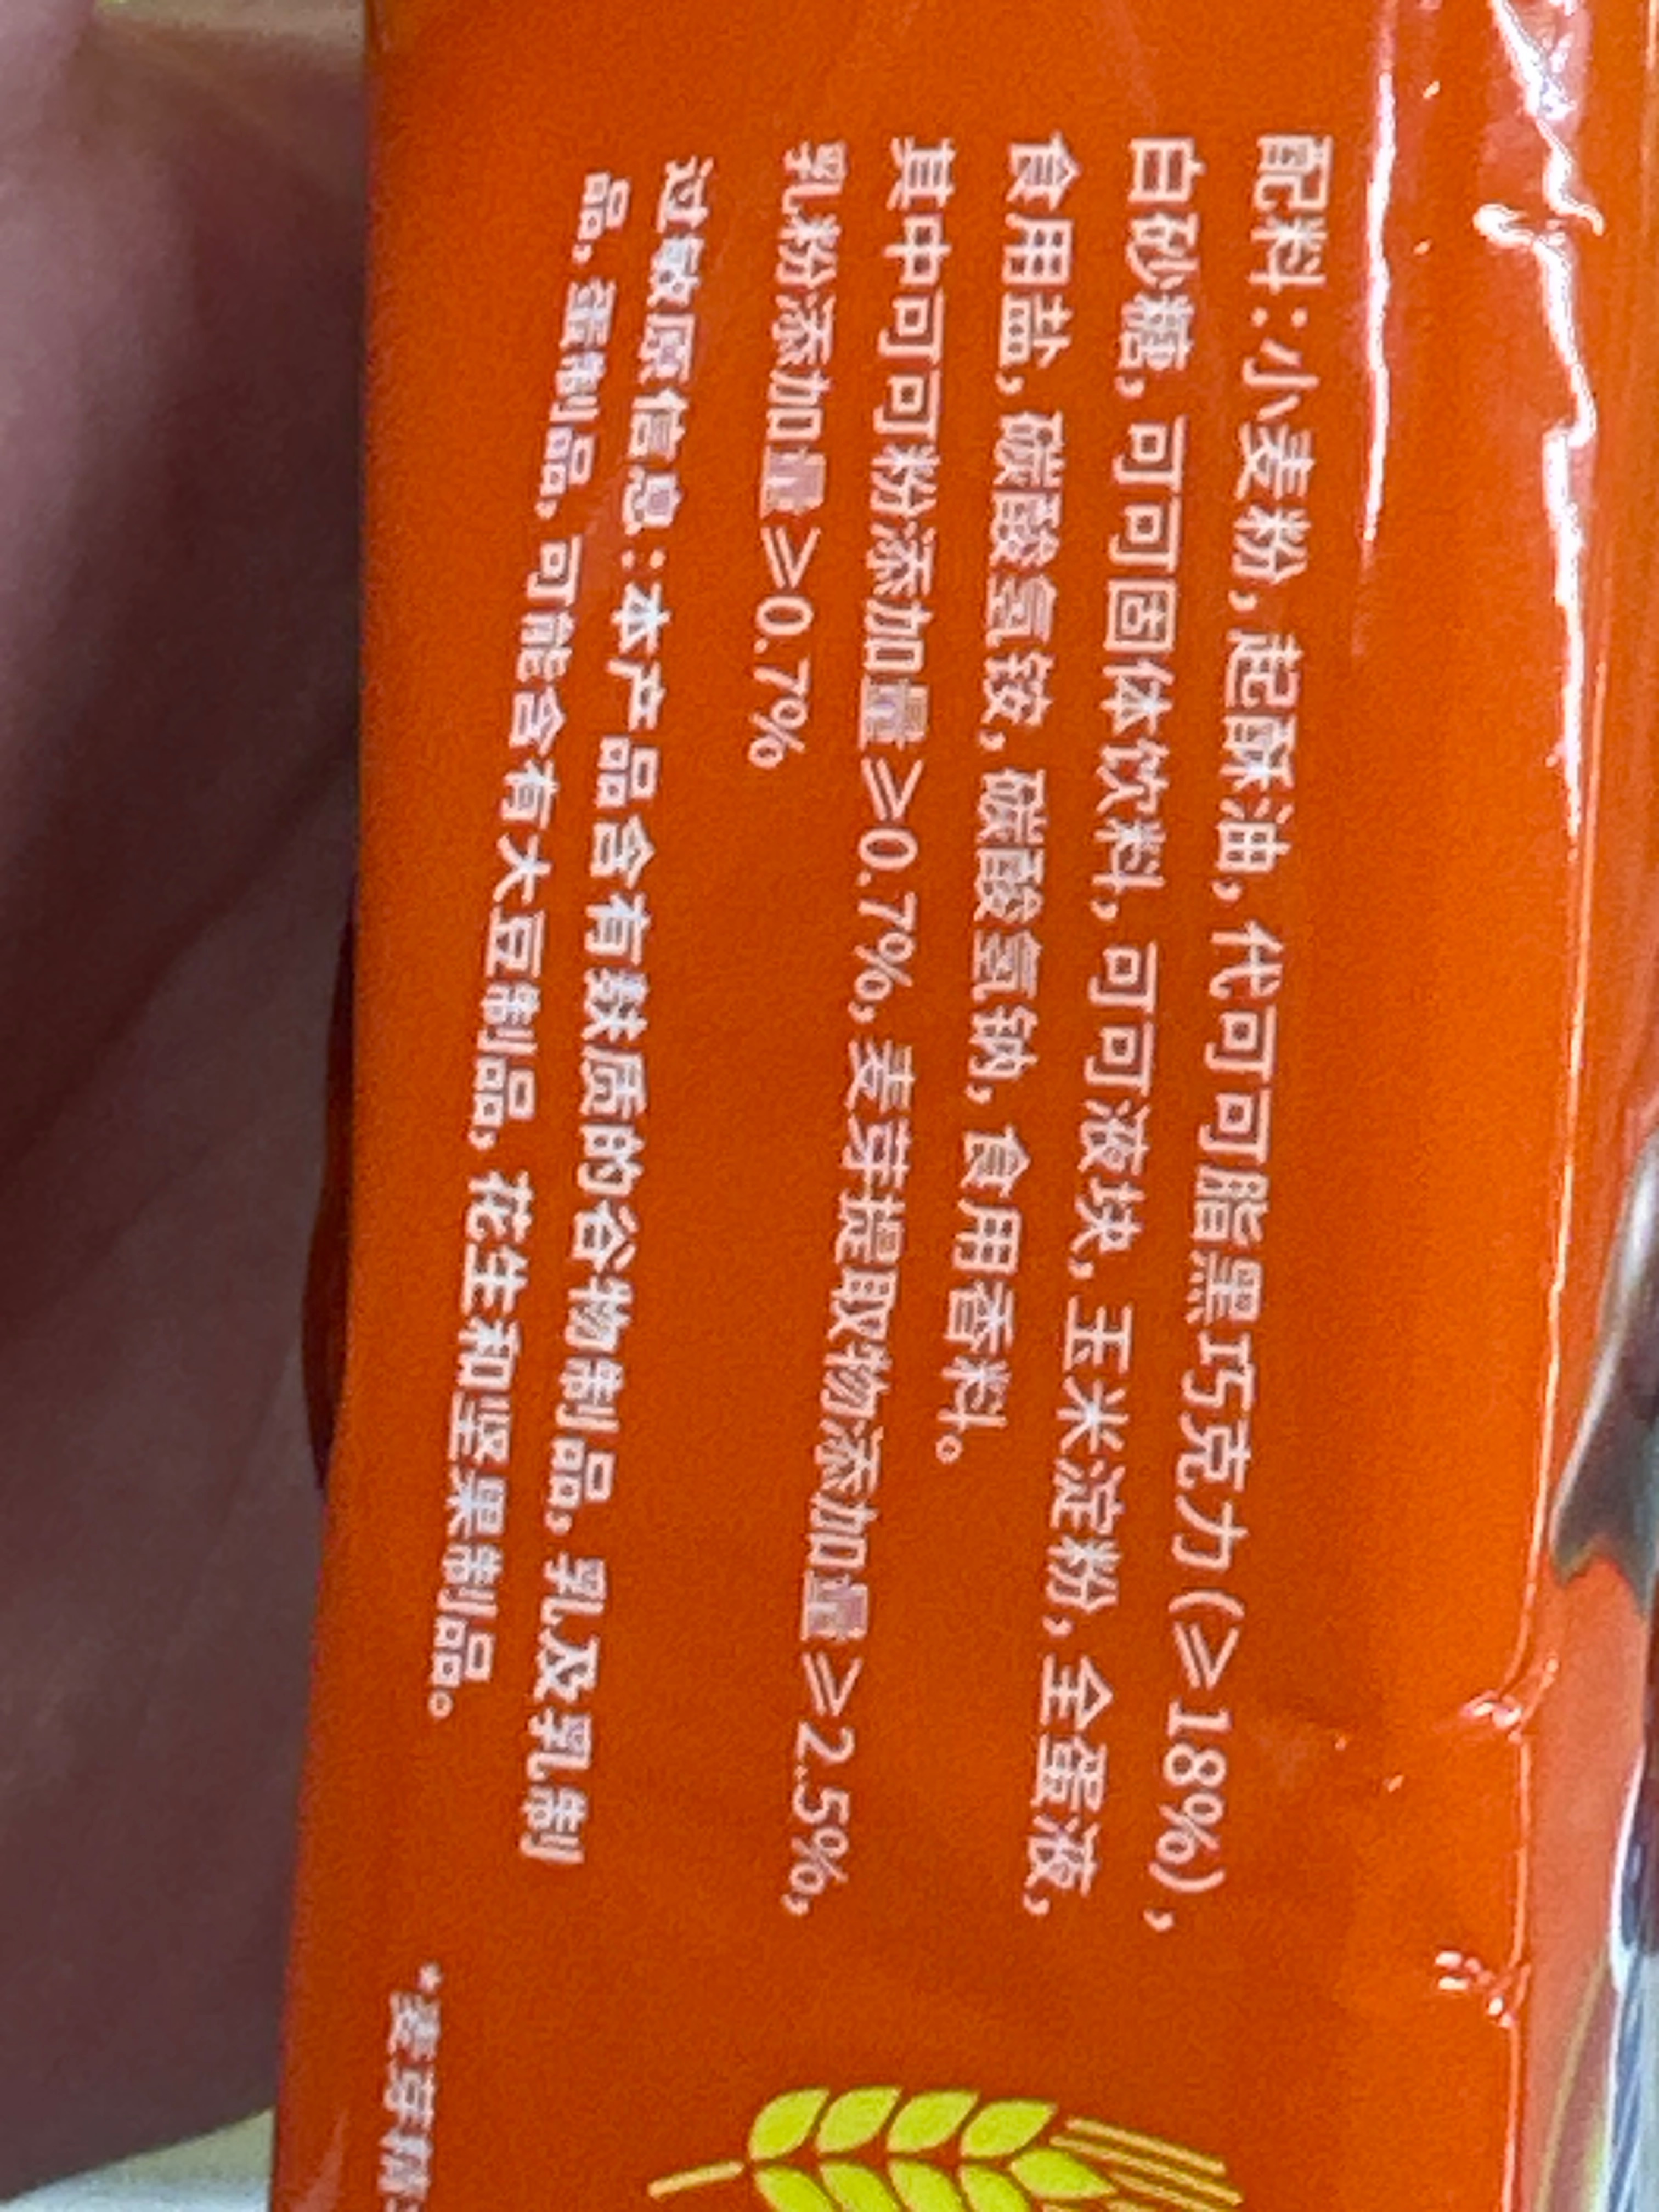 配料：小麦粉，起酥油，代可可脂黑巧克力（≥18%），
白砂糖，可可固体饮料，可可液块，玉米淀粉，全蛋液，
食用盐，碳酸氢铵，碳酸氢钠，食用香料。
其中可可粉添加量≥0.7%，麦芽提取物添加量≥2.5%，
乳粉添加量≥0.7%
过敏原信息：本产品含有麸质的谷物制品，乳及乳制
品，蛋制品，可能含有大豆制品，花生和坚果制品。
*麦芽精